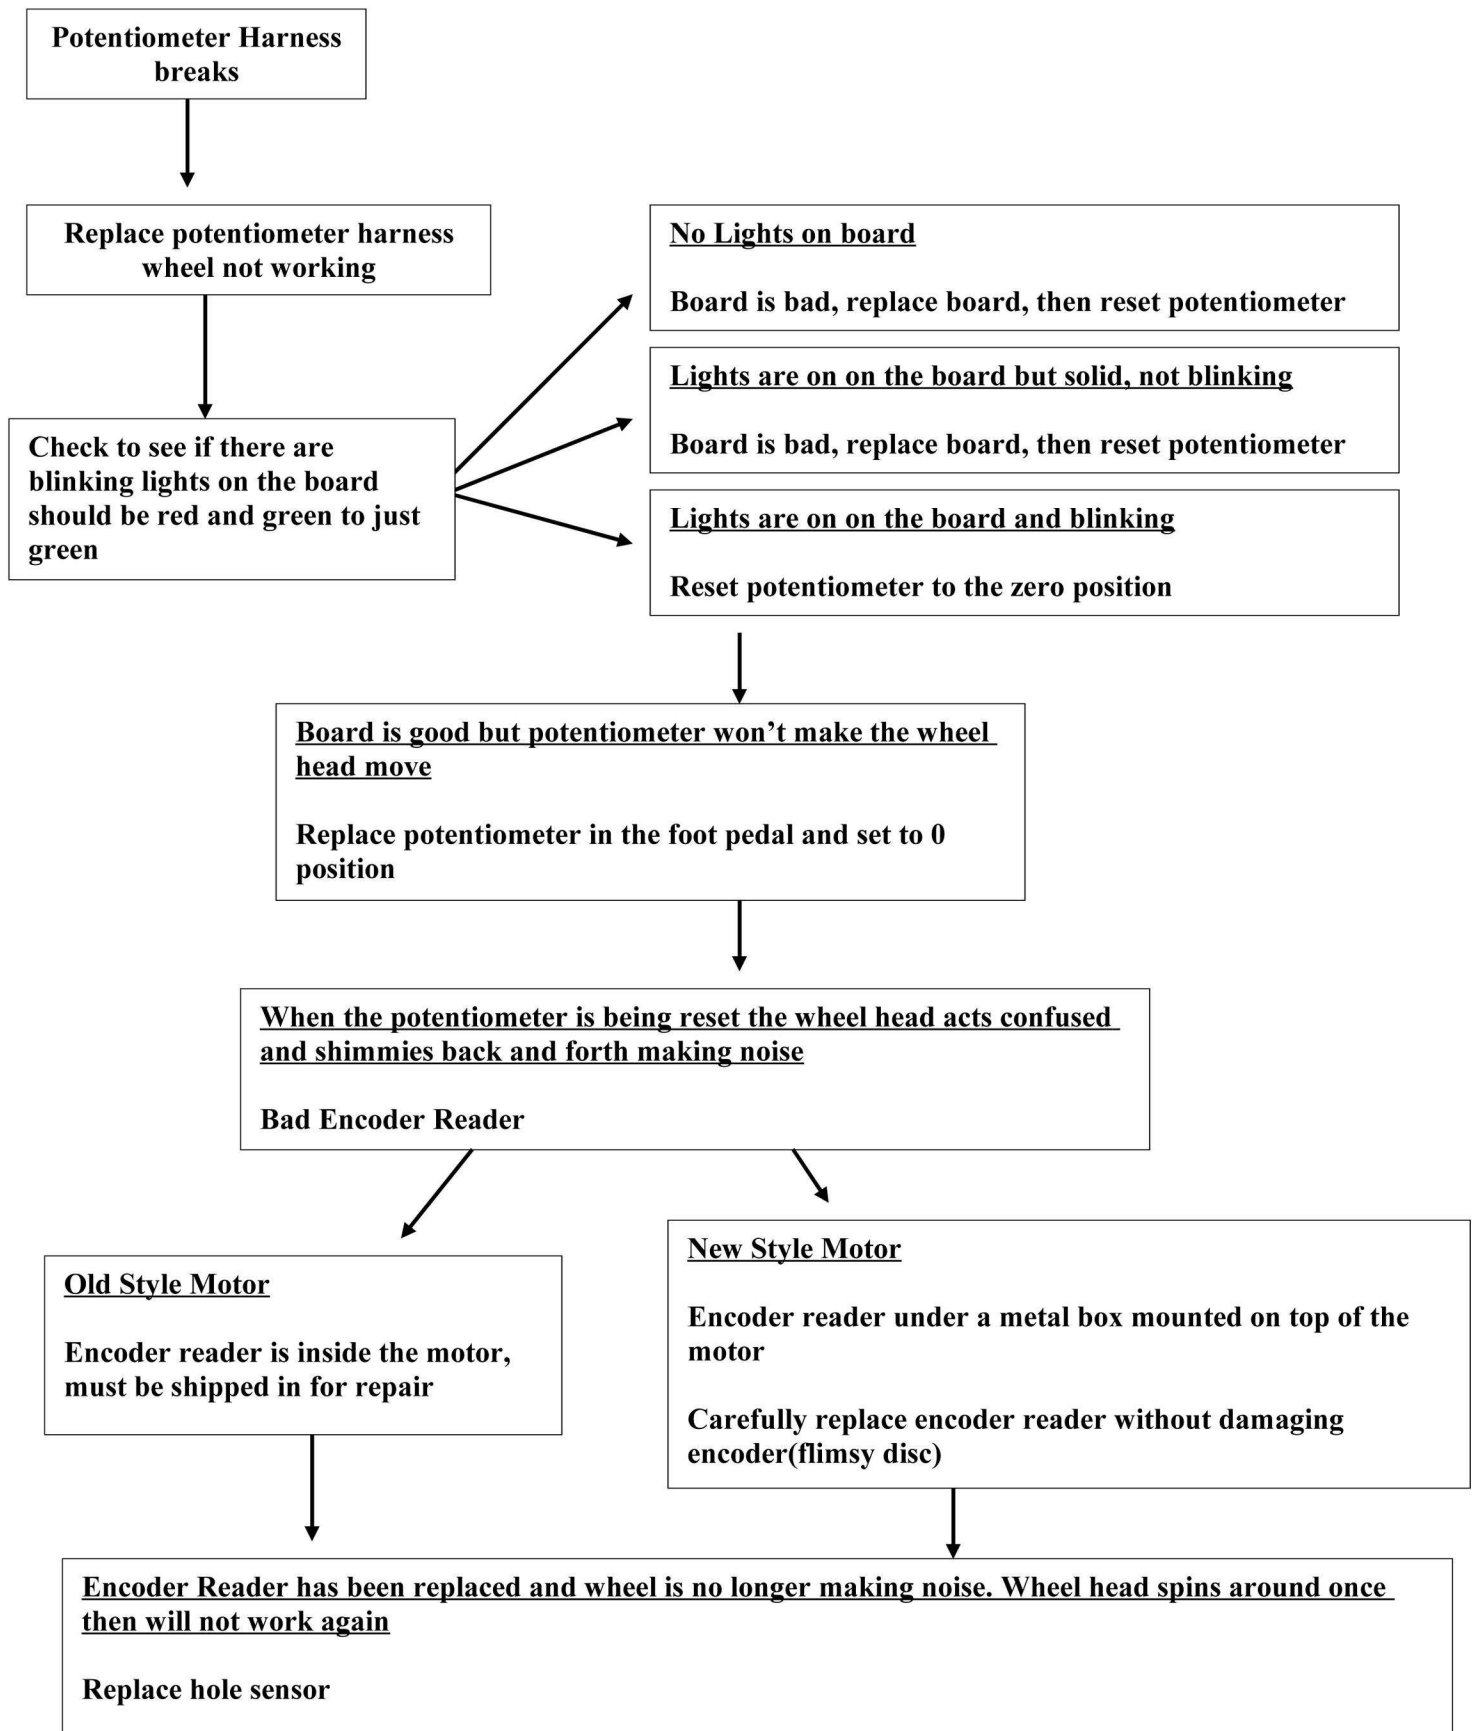 Potentiometer Harness
breaks
Replace potentiometer harness
wheel not working
Check to see if there are
blinking lights on the board
should be red and green to just
green
No Lights on board
Board is bad, replace board, then reset potentiometer
Lights are on on the board but solid, not blinking
Board is bad, replace board, then reset potentiometer
Lights are on on the board and blinking
Reset potentiometer to the zero position
Board is good but potentiometer won’t make the wheel
head move
Replace potentiometer in the foot pedal and set to 0
position
When the potentiometer is being reset the wheel head acts confused
and shimmies back and forth making noise
Bad Encoder Reader
Old Style Motor
Encoder reader is inside the motor,
must be shipped in for repair
New Style Motor
Encoder reader under a metal box mounted on top of the
motor
Carefully replace encoder reader without damaging
encoder(flimsy disc)
Encoder Reader has been replaced and wheel is no longer making noise. Wheel head spins around once
then will not work again
Replace hole sensor